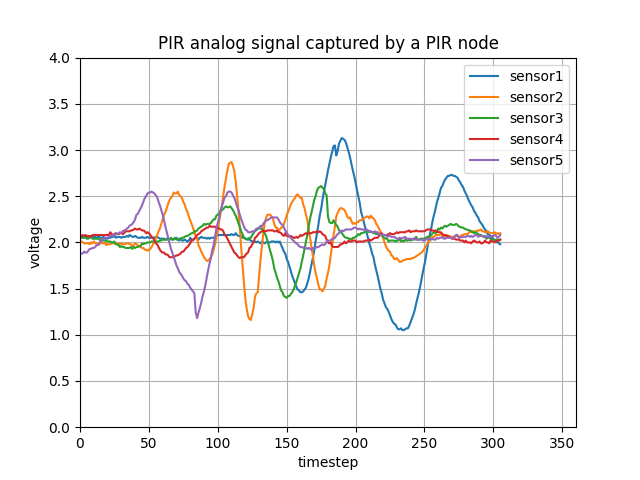 PIR analog signal captured by a PIR node
4.0
3.5
3.0
2.5
2.0
1.5
1.0
0.5
0.0
voltage
sensor1
sensor2
sensor3
sensor4
sensor5
0 50 100 150 200 250 300 350
timestep